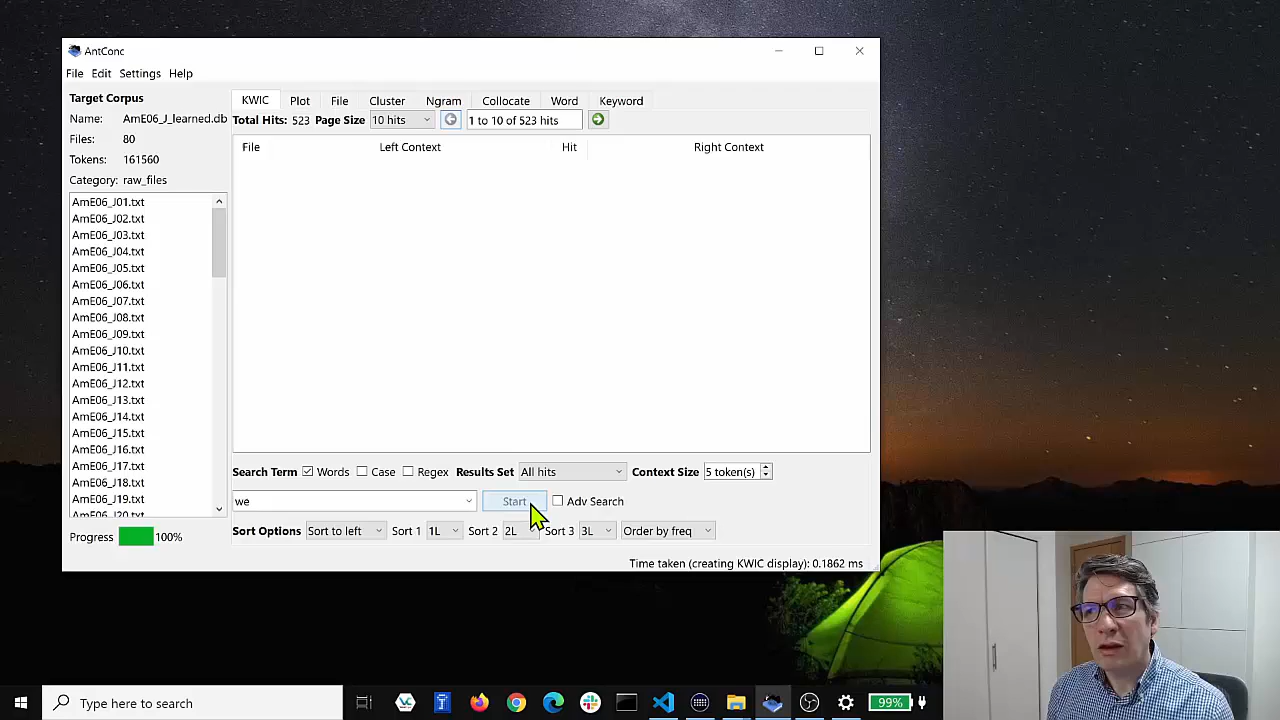 AntConc
File Edit Settings Help
Target Corpus
Name: AmE06_J_learned.db
Files: 80
Tokens: 161560
Category: raw_files
AmE06_J01.txt
AmE06_J02.txt
AmE06_J03.txt
AmE06_J04.txt
AmE06_J05.txt
AmE06_J06.txt
AmE06_J07.txt
AmE06_J08.txt
AmE06_J09.txt
AmE06_J10.txt
AmE06_J11.txt
AmE06_J12.txt
AmE06_J13.txt
AmE06_J14.txt
AmE06_J15.txt
AmE06_J16.txt
AmE06_J17.txt
AmE06_J18.txt
AmE06_J19.txt
AmE06_J20.txt
Progress 100%
KWIC Plot File Cluster Ngram Collocate Word Keyword
Total Hits: 523 Page Size 10 hits 1 to 10 of 523 hits
File Left Context Hit Right Context
Search Term Words Case Regex Results Set All hits Context Size 5 token(s)
we Start Adv Search
Sort Options Sort to left Sort 1 1L Sort 2 2L Sort 3 3L Order by freq
Time taken (creating KWIC display): 0.1862 ms
Type here to search
99%